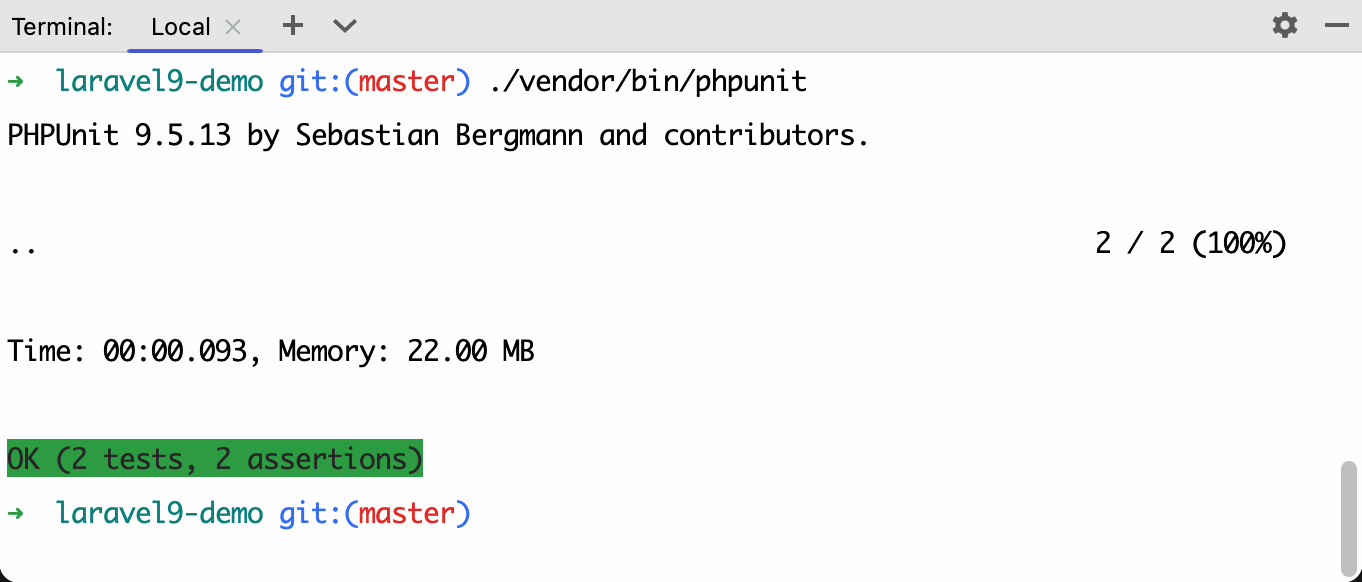 Terminal: Local × + 
➜ laravel9-demo git:(master) ./vendor/bin/phpunit
PHPUnit 9.5.13 by Sebastian Bergmann and contributors.
.. 2 / 2 (100%)
Time: 00:00.093, Memory: 22.00 MB
OK (2 tests, 2 assertions)
➜ laravel9-demo git:(master)